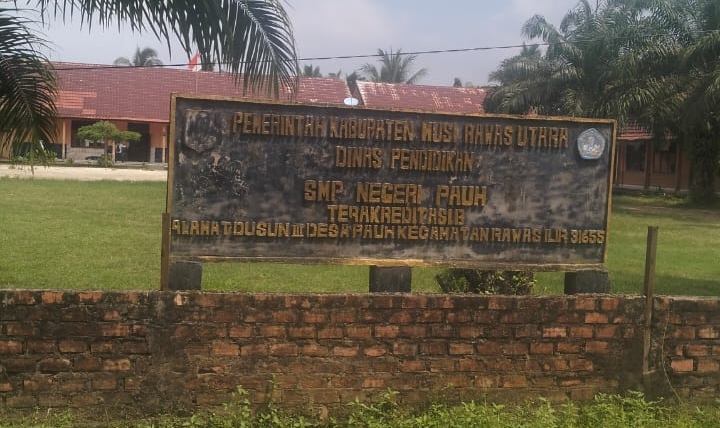 PEMERINTAH KABUPATEN MUSI RAWAS UTARA
DINAS PENDIDIKAN
SMP NEGERI PAUH
TERAKREDITASI B
ALAMAT DUSUN III DESA PAUH KECAMATAN RAWAS ILIR 31655